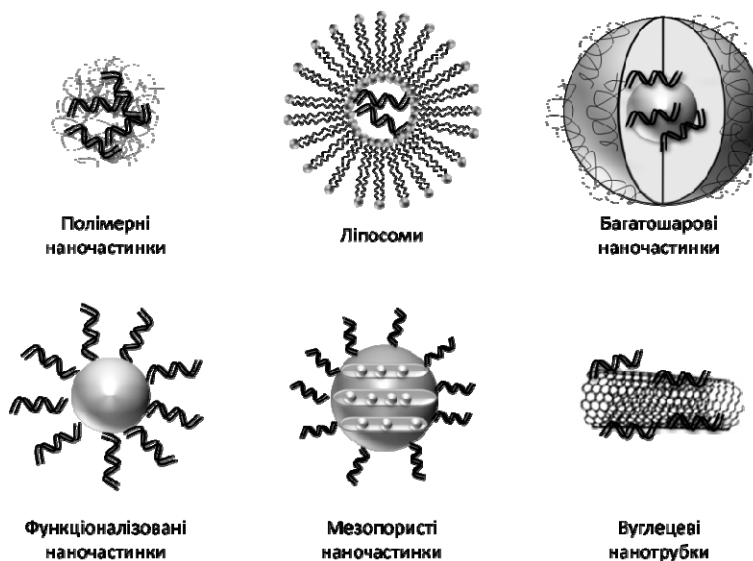 Полімерні
наночастинки
Ліпосоми
Багатошарові
наночастинки
Функціоналізовані
наночастинки
Мезопористі
наночастинки
Вуглецеві
нанотрубки